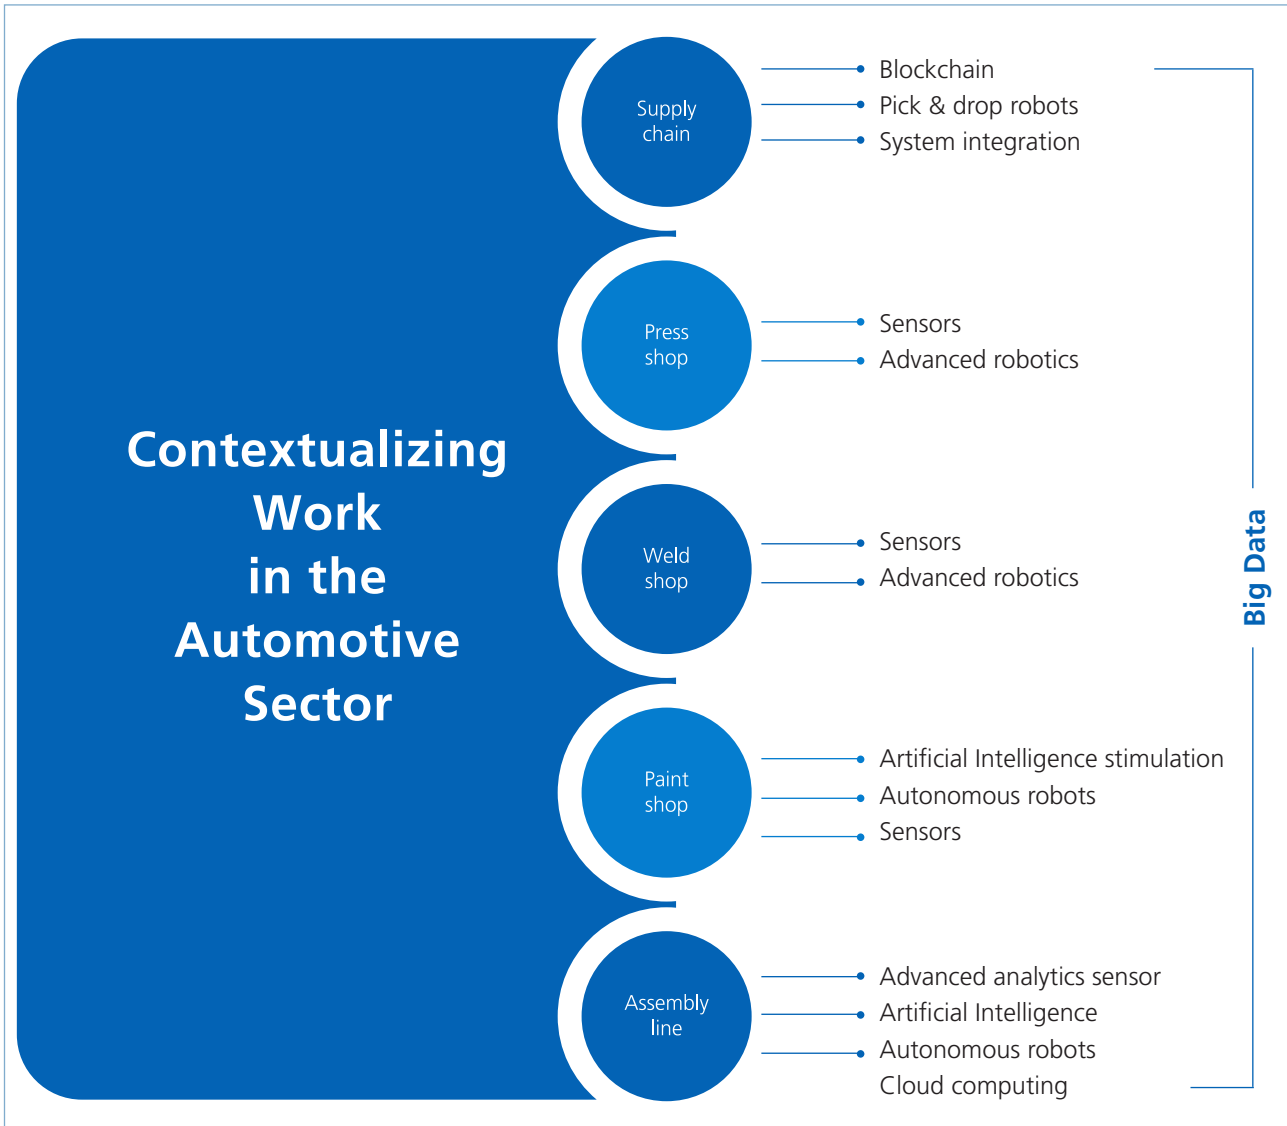 Contextualizing
Work
in the
Automotive
Sector
Supply
chain
Blockchain
Pick & drop robots
System integration
Press
shop
Sensors
Advanced robotics
Weld
shop
Sensors
Advanced robotics
Paint
shop
Artificial Intelligence stimulation
Autonomous robots
Sensors
Assembly
line
Advanced analytics sensor
Artificial Intelligence
Autonomous robots
Cloud computing
Big Data